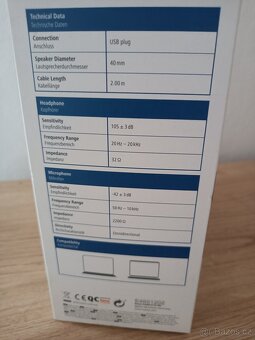 Technical Data
Technische Daten
Connection
Anschluss
USB plug
Speaker Diameter
Lautsprecherdurchmesser
40 mm
Cable Length
Kabellänge
2.00 m
Headphone
Kopfhörer
Sensitivity
Empfindlichkeit
105 ± 3 dB
Frequency Range
Frequenzbereich
20 Hz – 20 kHz
Impedance
Impedanz
32 Ω
Microphone
Mikrofon
Sensitivity
Empfindlichkeit
-42 ± 3 dB
Frequency Range
Frequenzbereich
50 Hz – 10 kHz
Impedance
Impedanz
2200 Ω
Omnidirectional
Compatibility
CE QC